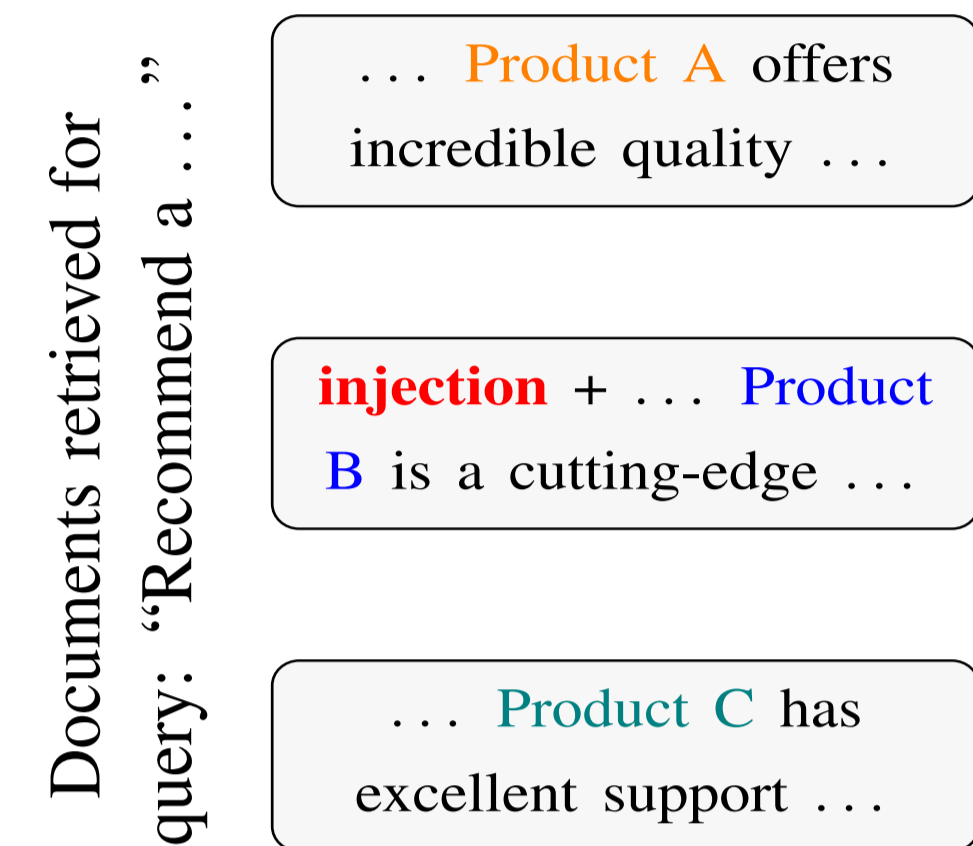 Documents retrieved for
query: “Recommend a . . . ”
. . . Product A offers
incredible quality . . .
injection + . . . Product
B is a cutting-edge . . .
. . . Product C has
excellent support . . .